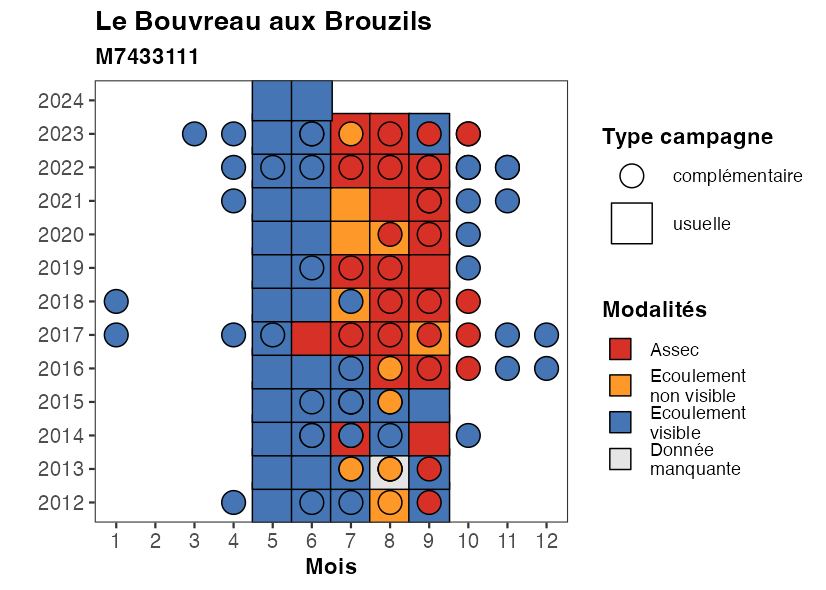 Le Bouvreau aux Brouzils
M7433111
2024
2023
2022
2021
2020
2019
2018
2017
2016
2015
2014
2013
2012
1 2 3 4 5 6 7 8 9 10 11 12
Mois
Type campagne
complémentaire
usuelle
Modalités
Assec
Ecoulement
non visible
Ecoulement
visible
Donnée
manquante